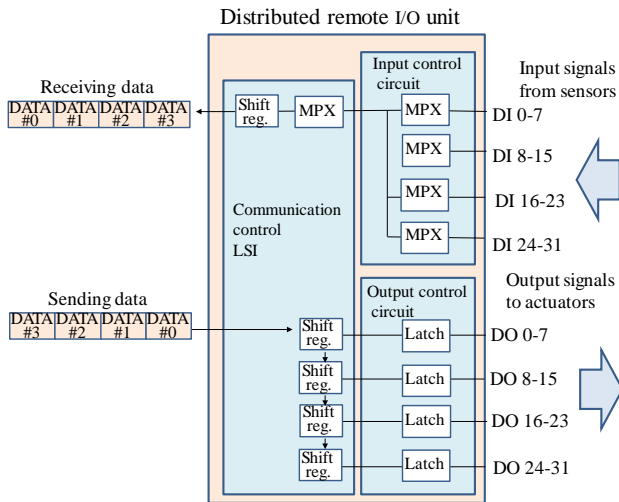 Distributed remote I/O unit
Receiving data
DATA DATA DATA DATA
#0 #1 #2 #3
Shift
reg.
MPX
Input control
circuit
MPX
MPX
MPX
MPX
Input signals
from sensors
DI 0-7
DI 8-15
DI 16-23
DI 24-31
Communication
control
LSI
Sending data
DATA DATA DATA DATA
#3 #2 #1 #0
Shift
reg.
Shift
reg.
Shift
reg.
Shift
reg.
Output control
circuit
Latch
Latch
Latch
Latch
Output signals
to actuators
DO 0-7
DO 8-15
DO 16-23
DO 24-31